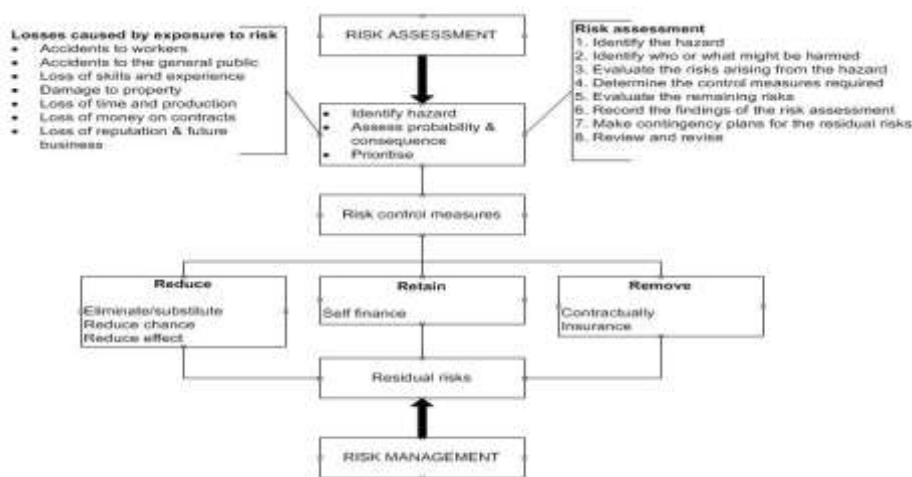 Losses caused by exposure to risk
• Accidents to workers
• Accidents to the general public
• Loss of skills and experience
• Damage to property
• Loss of time and production
• Loss of money on contracts
• Loss of reputation & future
business
RISK ASSESSMENT
Risk assessment
1. Identify the hazard
2. Identify who or what might be harmed
3. Evaluate the risks arising from the hazard
4. Determine the control measures required
5. Evaluate the remaining risks
6. Record the findings of the risk assessment
7. Make contingency plans for the residual risks
8. Review and revise
• Identify hazard
• Assess probability &
consequence
• Prioritise
Risk control measures
Reduce
Eliminate/substitute
Reduce chance
Reduce effect
Retain
Self finance
Remove
Contractually
Insurance
Residual risks
RISK MANAGEMENT